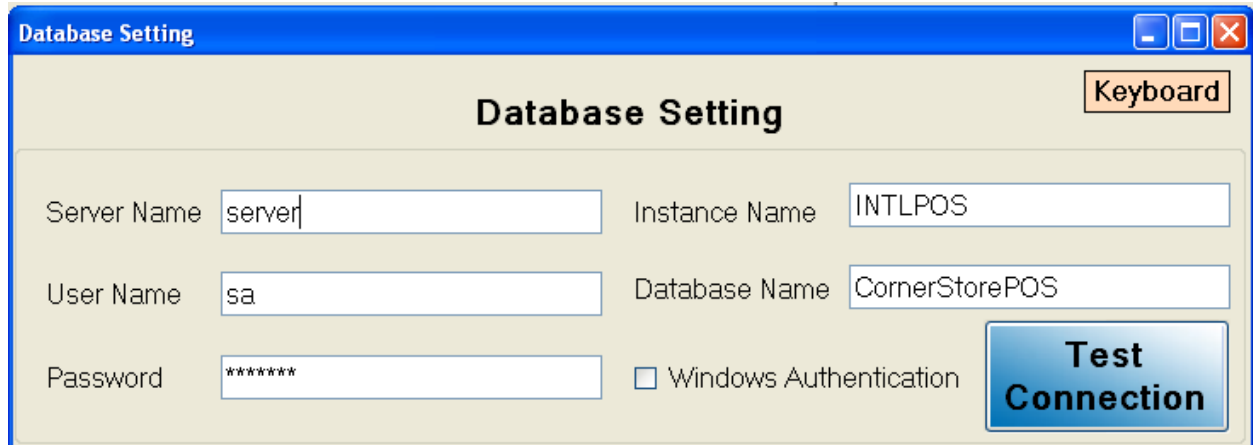 Database Setting
Keyboard
Database Setting
Server Name server Instance Name INTLPOS
User Name sa Database Name CornerStorePOS
Password ******* Windows Authentication
Test
Connection